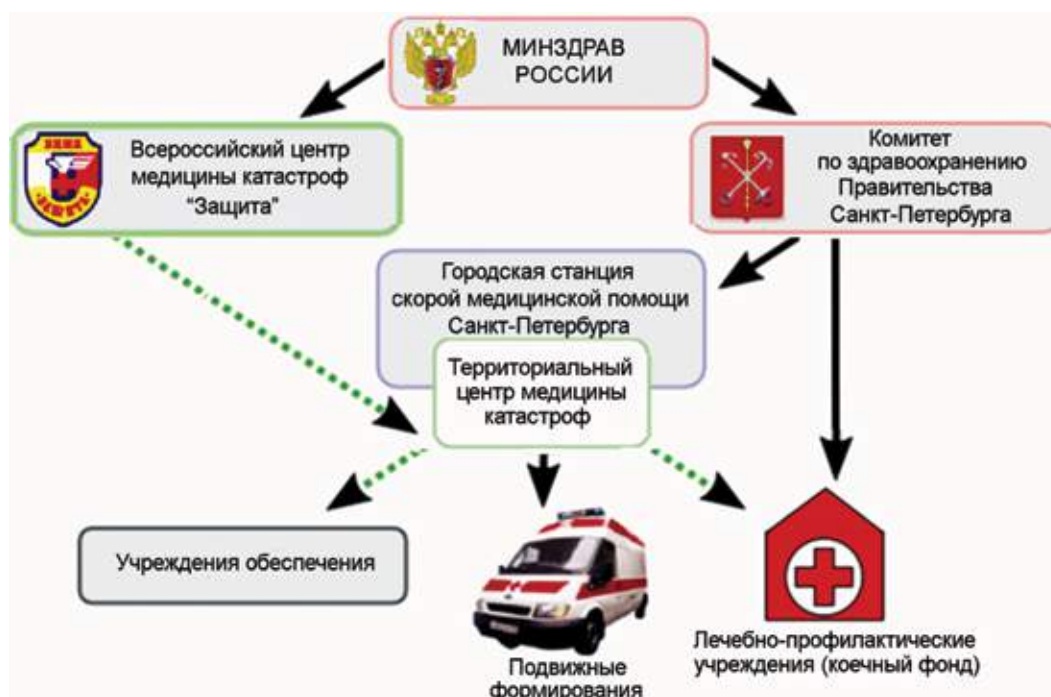 МИНЗДРАВ
РОССИИ
Всероссийский центр
медицины катастроф
“Защита”
Комитет
по здравоохранению
Правительства
Санкт-Петербурга
Городская станция
скорой медицинской помощи
Санкт-Петербурга
Территориальный
центр медицины
катастроф
Учреждения обеспечения
Подвижные
формирования
Лечебно-профилактические
учреждения (коечный фонд)